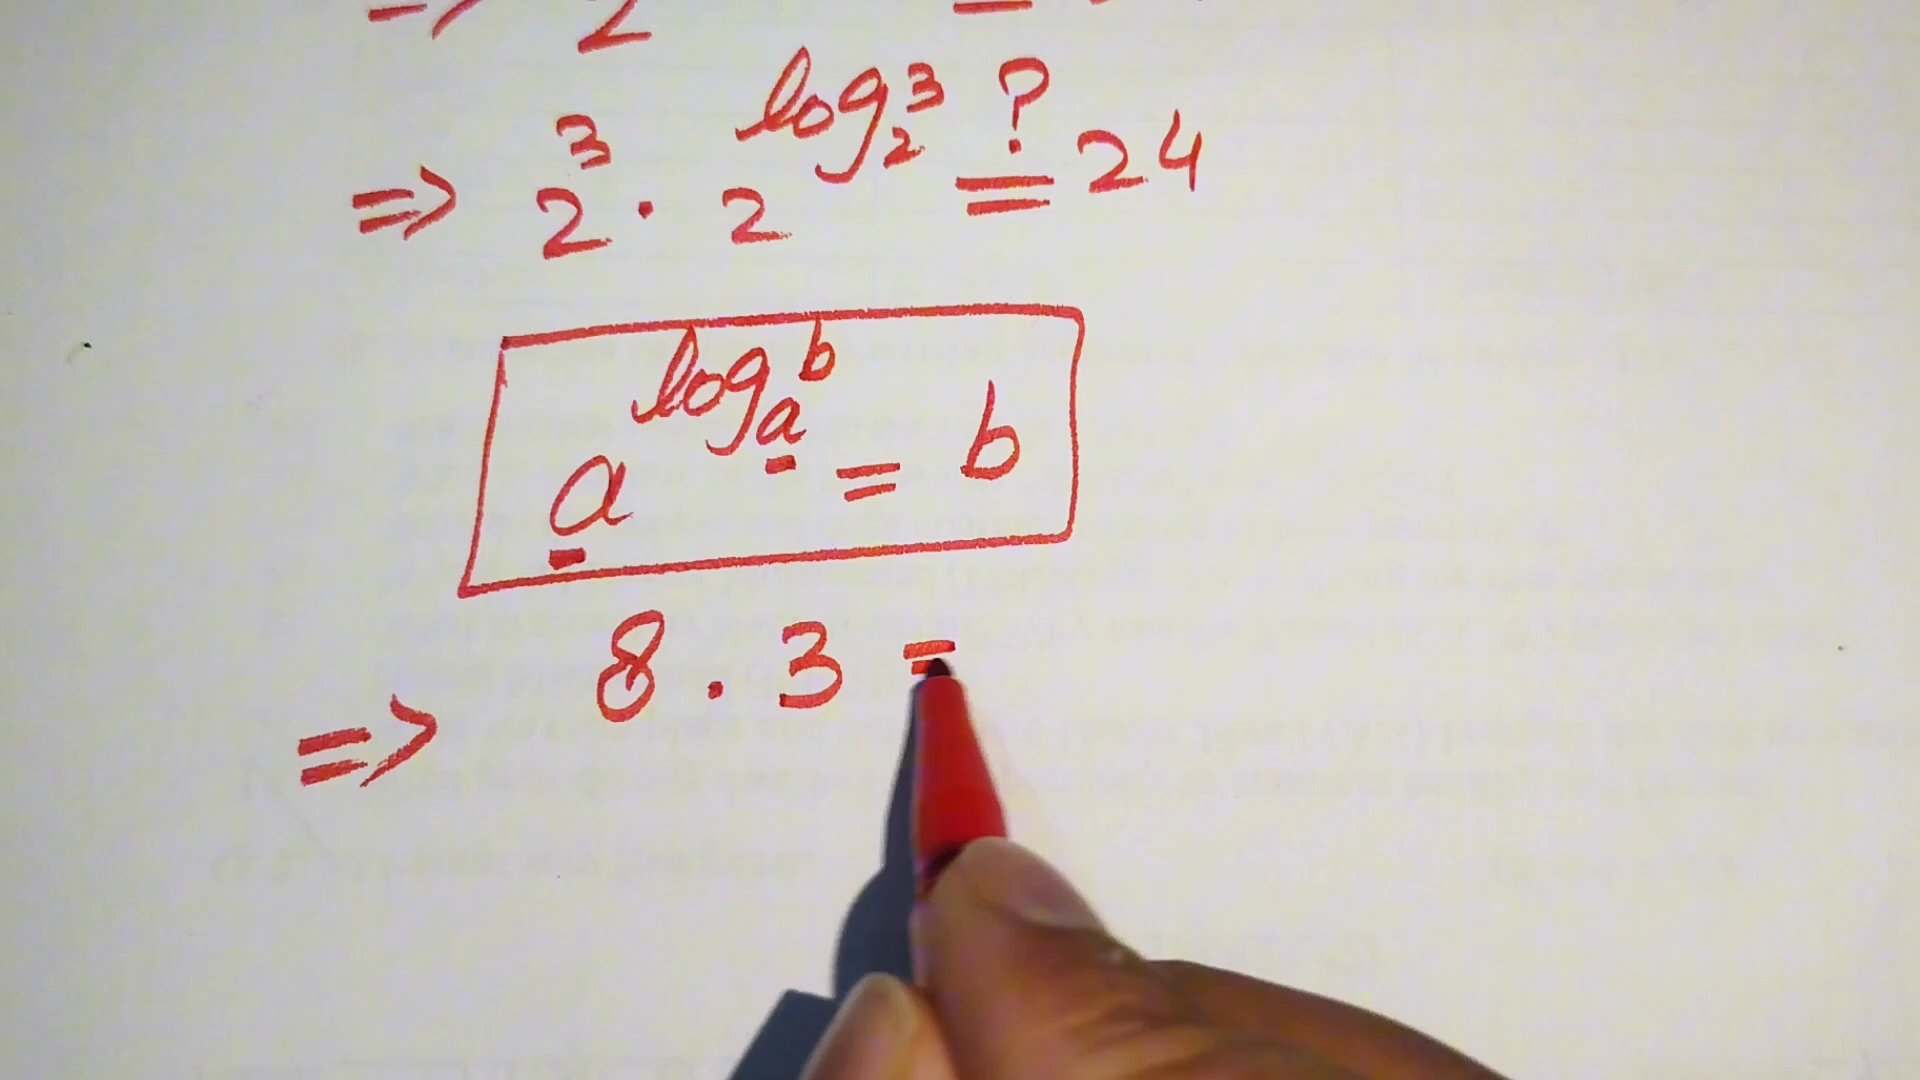 => 2
=> 2³ · 2^log₂3 ?= 24
a^logₐb = b
=> 8 · 3 =